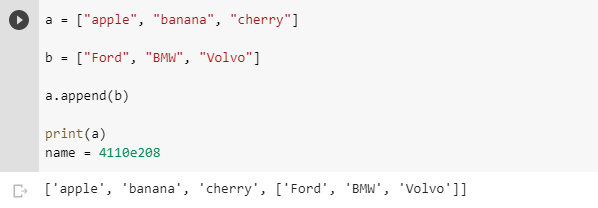 a = ["apple", "banana", "cherry"]
b = ["Ford", "BMW", "Volvo"]
a.append(b)
print(a)
name = 4110e208
['apple', 'banana', 'cherry', ['Ford', 'BMW', 'Volvo']]